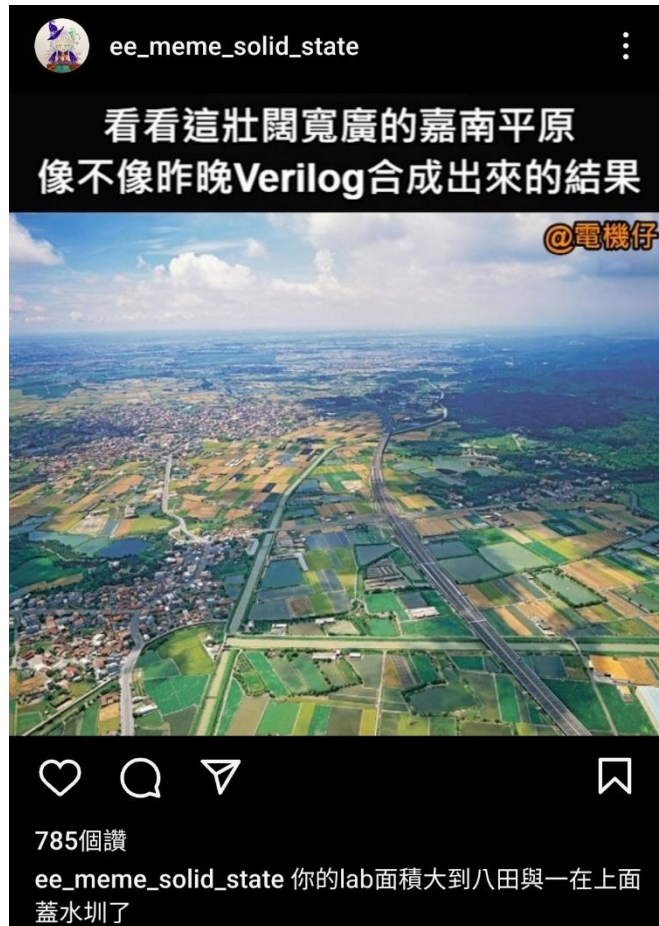 ee_meme_solid_state
看看這壯闊寬廣的嘉南平原
像不像昨晚Verilog合成出來的結果
@電機仔
785個讚
ee_meme_solid_state 你的lab面積大到八田與一在上面
蓋水圳了